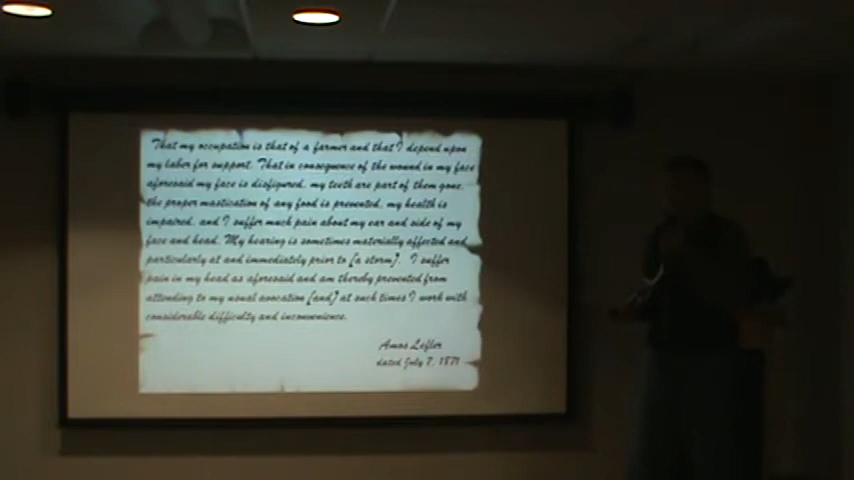 That my occupation is that of a farmer and that I depend upon
my labor for support. That in consequence of the wound in my face
aforesaid my face is disfigured, my teeth are part of them gone,
the proper mastication of any food is prevented, my health is
impaired, and I suffer much pain about my ear and side of my
face and head. My hearing is sometimes materially affected and
particularly at and immediately prior to [a storm]. I suffer
pain in my head as aforesaid and am thereby prevented from
attending to my usual avocation [and] at such times I work with
considerable difficulty and inconvenience.
Amos Lefler
dated July 7, 1871